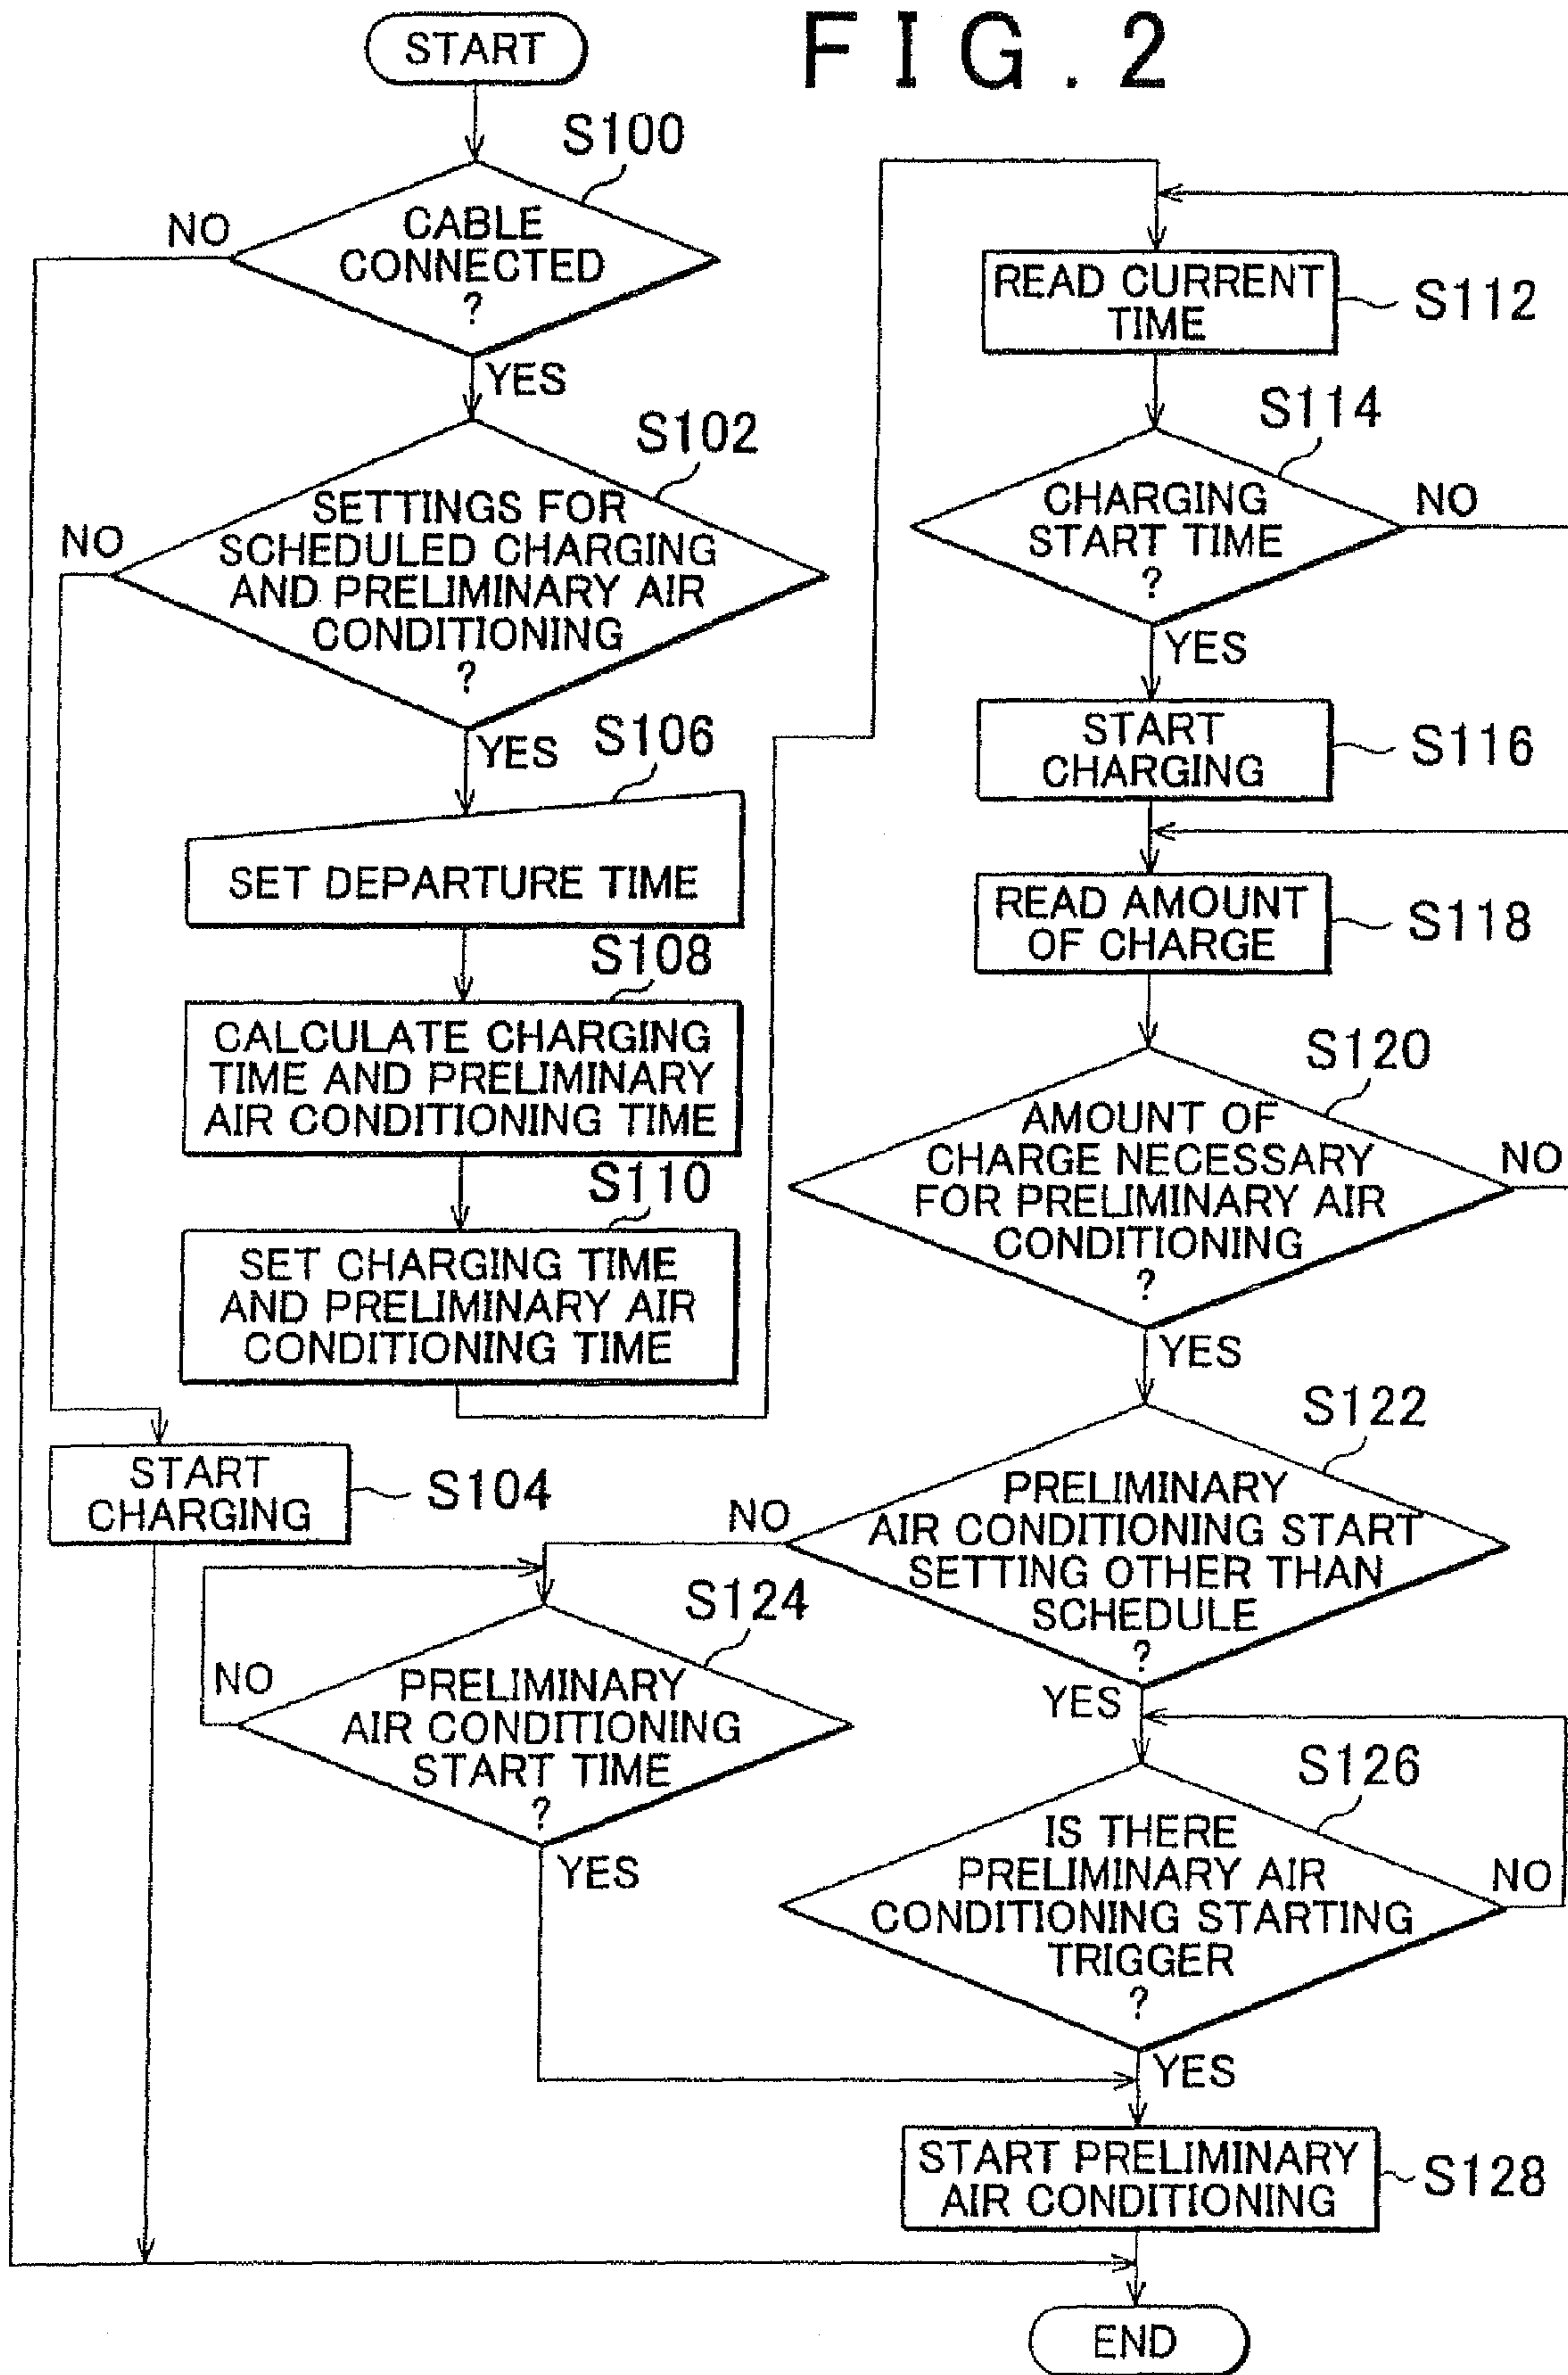 FIG. 2
START
S100
CABLE
CONNECTED
?
NO
YES
S102
SETTINGS FOR
SCHEDULED CHARGING
AND PRELIMINARY AIR
CONDITIONING
?
NO
YES
S106
SET DEPARTURE TIME
S108
CALCULATE CHARGING
TIME AND PRELIMINARY
AIR CONDITIONING TIME
S110
SET CHARGING TIME
AND PRELIMINARY AIR
CONDITIONING TIME
START
CHARGING
S104
READ CURRENT
TIME
S112
S114
CHARGING
START TIME
?
NO
YES
START
CHARGING
S116
READ AMOUNT
OF CHARGE
S118
S120
AMOUNT OF
CHARGE NECESSARY
FOR PRELIMINARY AIR
CONDITIONING
?
NO
YES
S122
PRELIMINARY
AIR CONDITIONING START
SETTING OTHER THAN
SCHEDULE
?
NO
YES
S124
PRELIMINARY
AIR CONDITIONING
START TIME
?
NO
YES
S126
IS THERE
PRELIMINARY AIR
CONDITIONING STARTING
TRIGGER
?
NO
YES
START PRELIMINARY
AIR CONDITIONING
S128
END